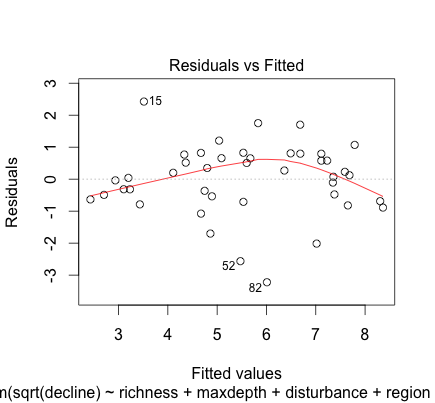 Residuals vs Fitted
Residuals
3
2
1
0
-1
-2
-3
15
52
82
3 4 5 6 7 8
Fitted values
m(sqrt(decline) ~ richness + maxdepth + disturbance + region